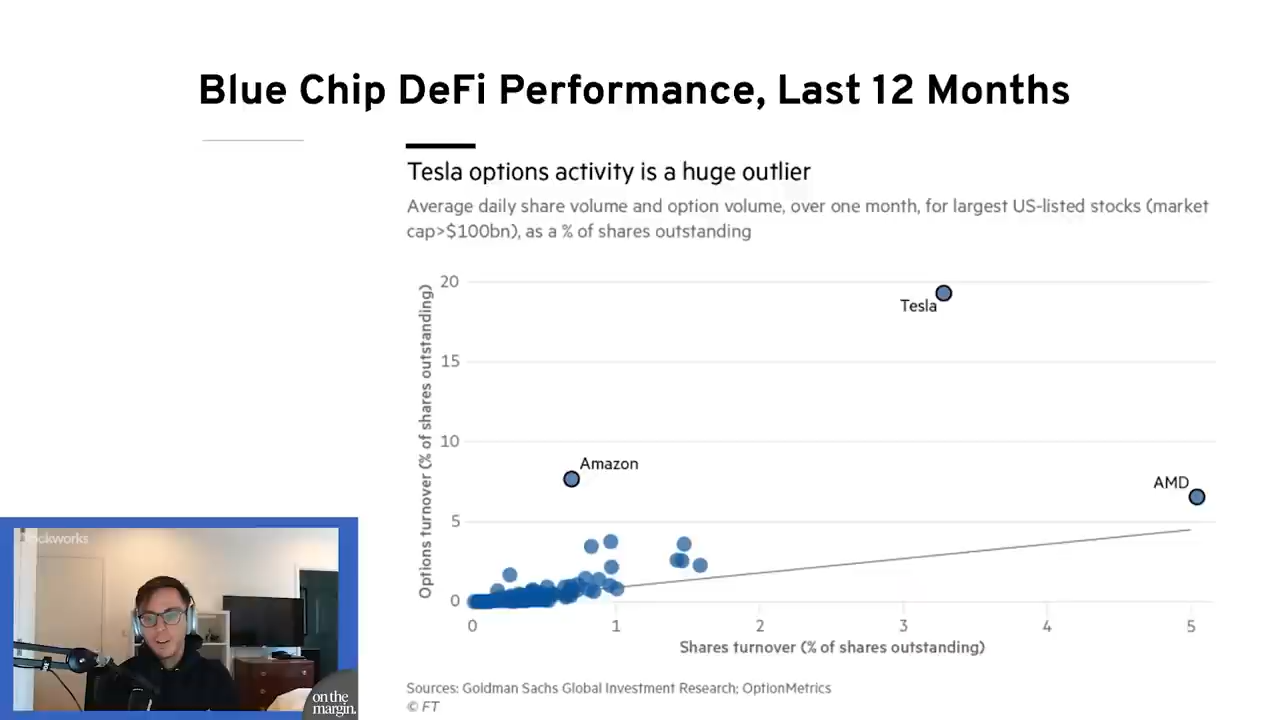 Blue Chip DeFi Performance, Last 12 Months
Tesla options activity is a huge outlier
Average daily share volume and option volume, over one month, for largest US-listed stocks (market
cap>$100bn), as a % of shares outstanding
Options turnover (% of shares outstanding)
20
15
10
5
0
Tesla
Amazon
AMD
0 1 2 3 4 5
Shares turnover (% of shares outstanding)
Sources: Goldman Sachs Global Investment Research; OptionMetrics
© FT
on the
margin.